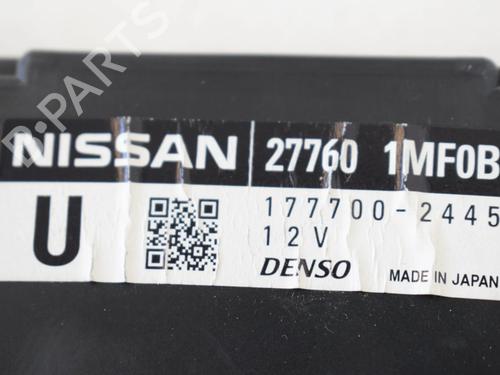 B-PARTS
NISSAN 27760 1MF0B
U 177700-2445
12V
DENSO MADE IN JAPAN